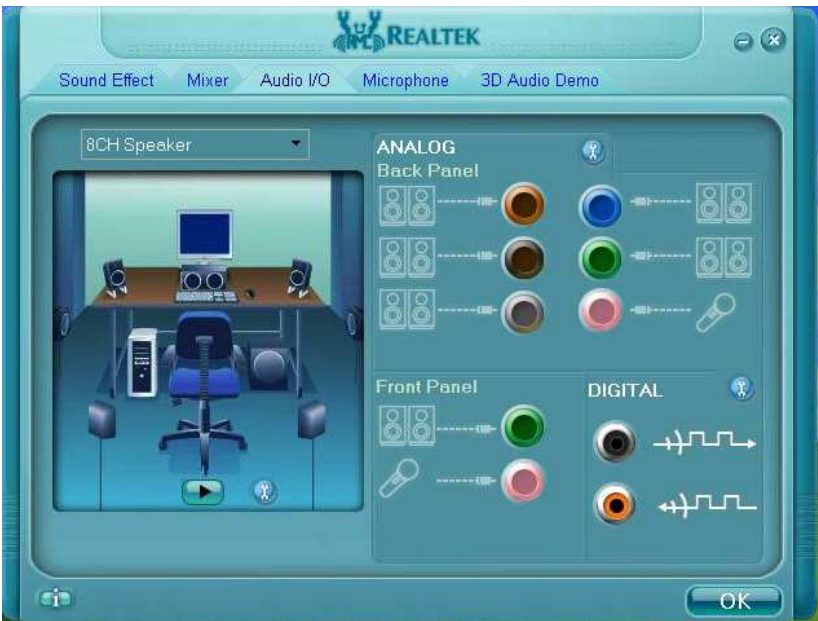 REALTEK
Sound Effect Mixer Audio I/O Microphone 3D Audio Demo
8CH Speaker
ANALOG
Back Panel
Front Panel
DIGITAL
OK